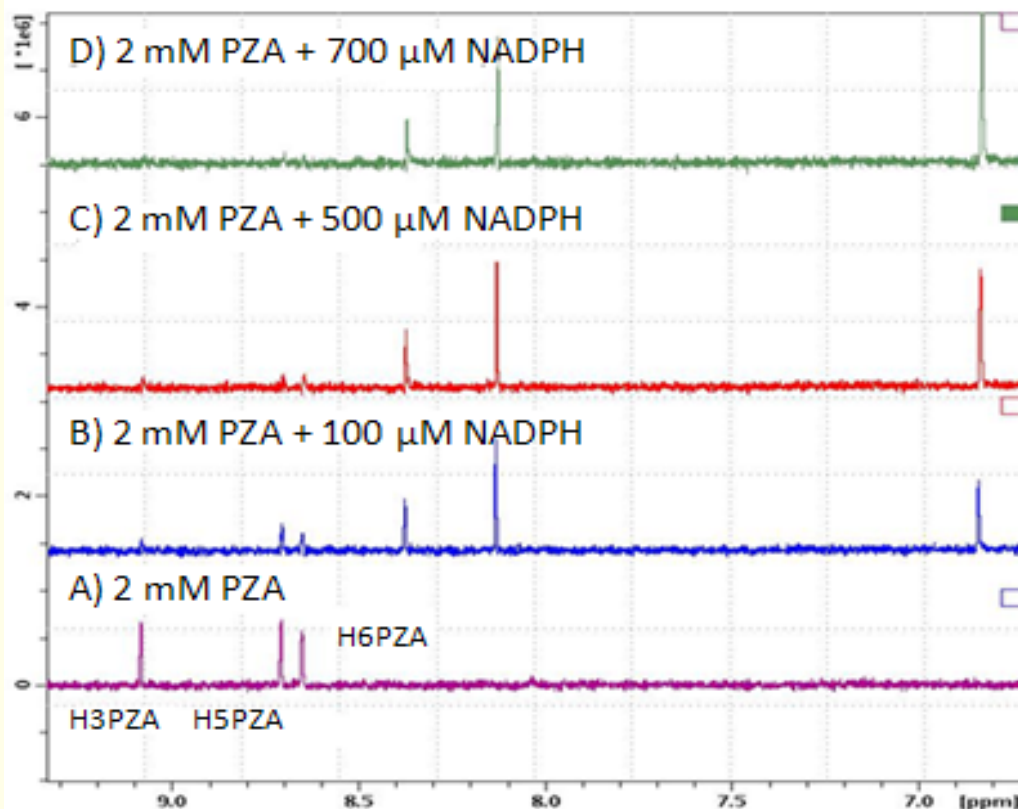 [ *1e6]
D) 2 mM PZA + 700 μM NADPH
6
C) 2 mM PZA + 500 μM NADPH
4
B) 2 mM PZA + 100 μM NADPH
2
A) 2 mM PZA
H6PZA
0
H3PZA H5PZA
9.0 8.5 8.0 7.5 7.0 [ppm]